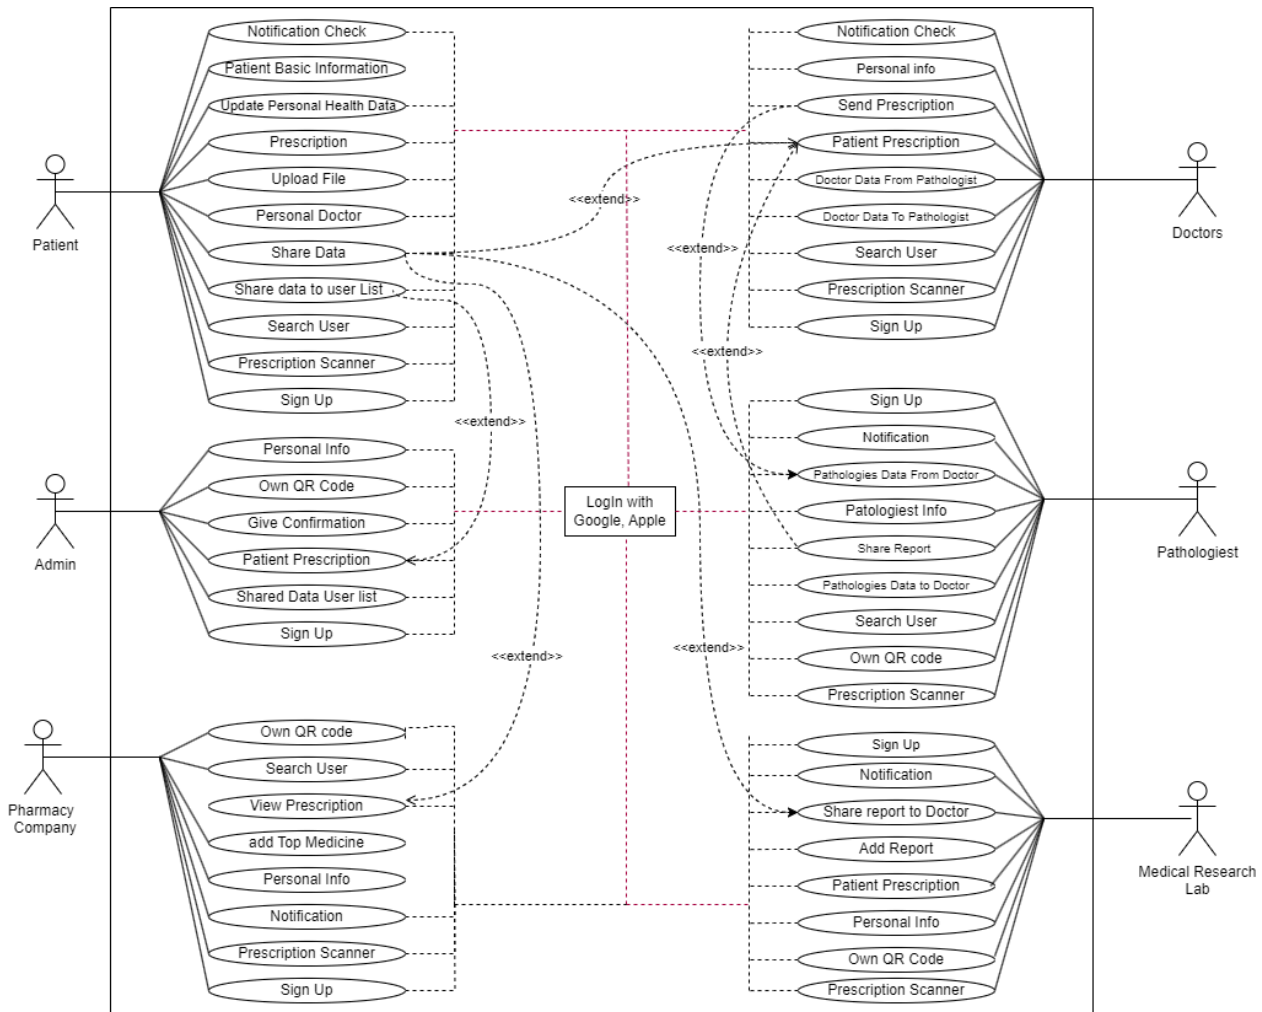 Notification Check
Patient Basic Information
Update Personal Health Data
Prescription
Upload File
Personal Doctor
Share Data
Share data to user List
Search User
Prescription Scanner
Sign Up
Patient
Personal Info
Own QR Code
Give Confirmation
Patient Prescription
Shared Data User list
Sign Up
Admin
Own QR code
Search User
View Prescription
add Top Medicine
Personal Info
Notification
Prescription Scanner
Sign Up
Pharmacy
Company
<<extend>>
<<extend>>
<<extend>>
<<extend>>
<<extend>>
<<extend>>
<<extend>>
LogIn with
Google, Apple
Notification Check
Personal info
Send Prescription
Patient Prescription
Doctor Data From Pathologist
Doctor Data To Pathologist
Search User
Prescription Scanner
Sign Up
Doctors
Sign Up
Notification
Pathologies Data From Doctor
Patologiest Info
Share Report
Pathologies Data to Doctor
Search User
Own QR code
Prescription Scanner
Pathologiest
Sign Up
Notification
Share report to Doctor
Add Report
Patient Prescription
Personal Info
Own QR Code
Prescription Scanner
Medical Research
Lab